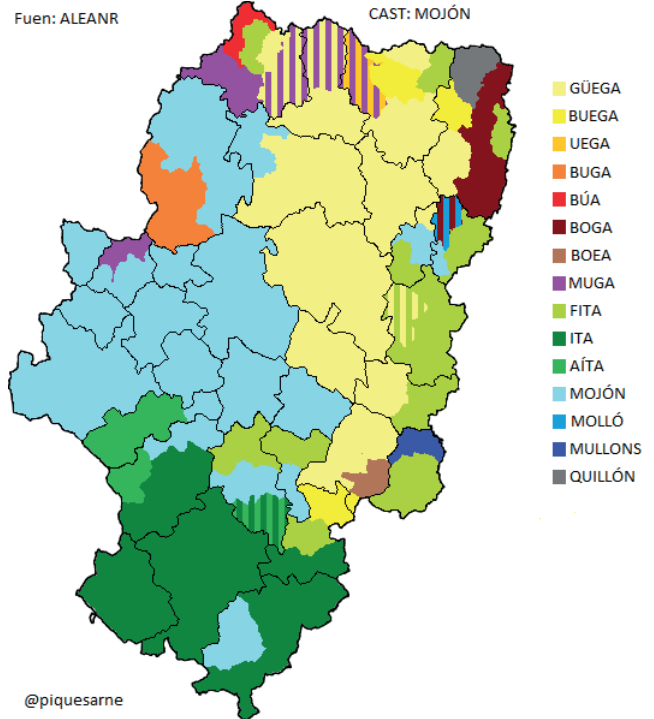 Fuen: ALEANR
CAST: MOJÓN
GÜEGA
BUEGA
UEGA
BUGA
BÚA
BOGA
BOEA
MUGA
FITA
ITA
AÍTA
MOJÓN
MOLLÓ
MULLONS
QUILLÓN
@piquesarne